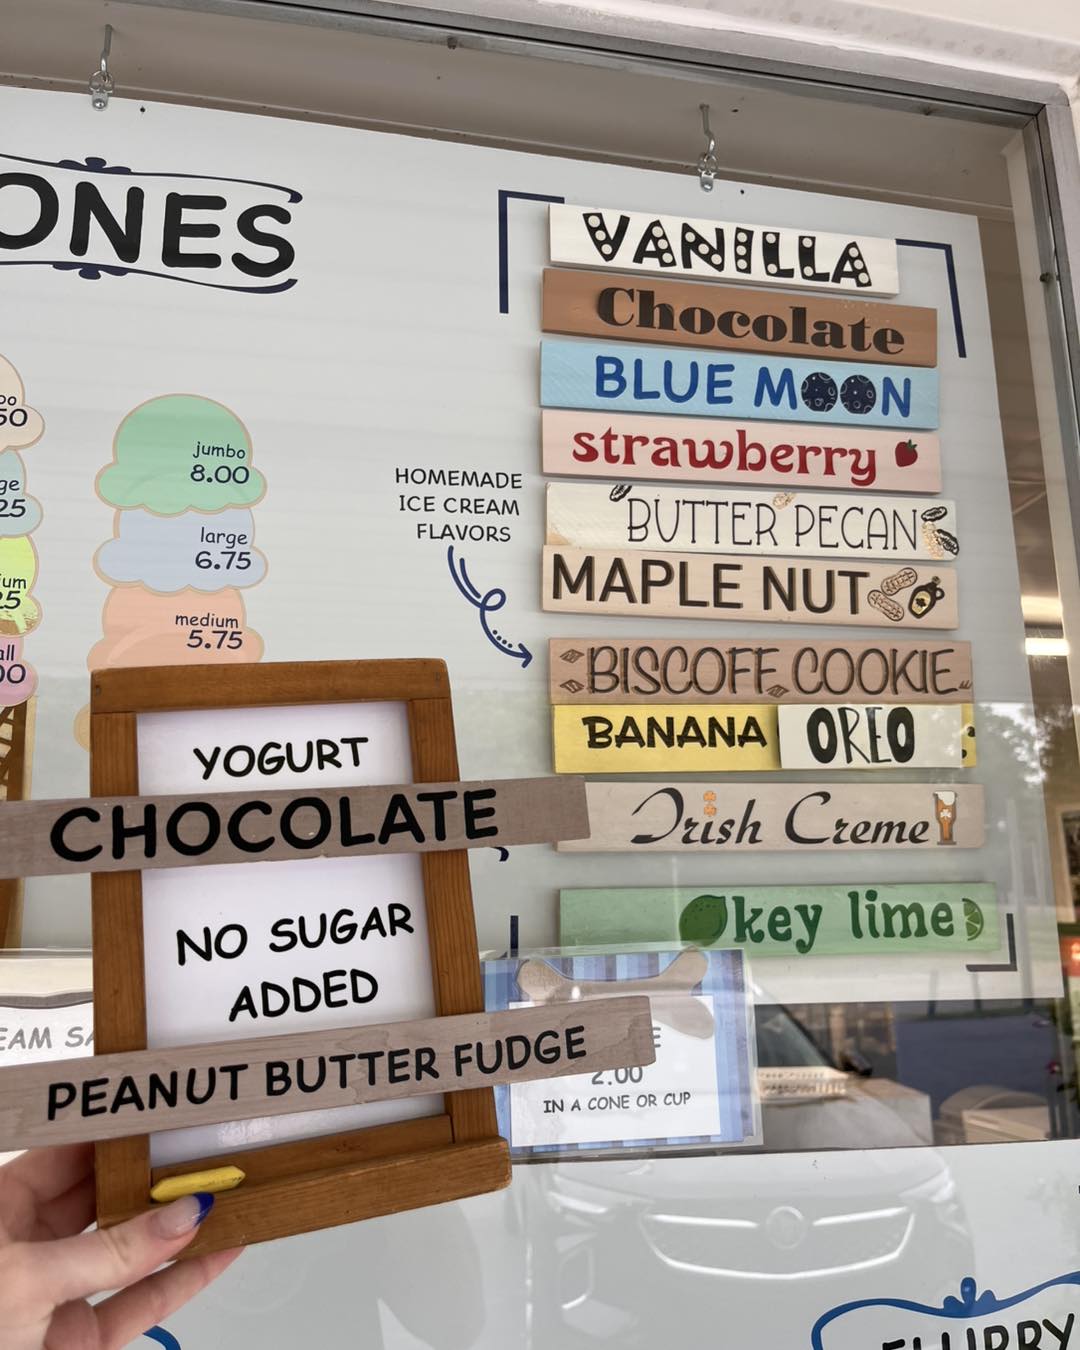 ONES
VANILLA
Chocolate
BLUE MOON
strawberry
BUTTER PECAN
MAPLE NUT
BISCOFF COOKIE
BANANA OREO
Irish Creme
key lime
HOMEMADE
ICE CREAM
FLAVORS
jumbo
8.00
large
6.75
medium
5.75
YOGURT
CHOCOLATE
NO SUGAR
ADDED
PEANUT BUTTER FUDGE
2.00
IN A CONE OR CUP
FLURRY